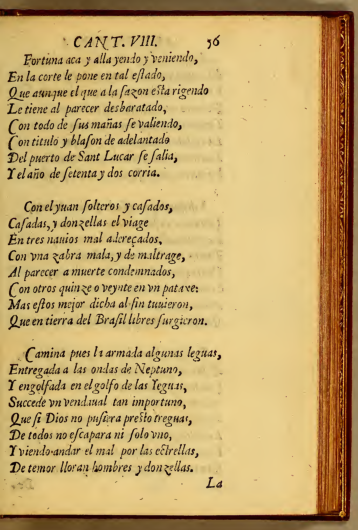 CANT. VIII. 56
Fortuna aca y alla yendo y veniendo,
En la corte le pone en tal estado,
Que aunque el que a la sazon esta rigendo
Le tiene al parecer desbaratado,
Con todo de sus mañas se valiendo,
Con titulo y blason de adelantado
Del puerto de Sant Lucar se salia,
Y el año de setenta y dos corria.
Con el yuan solteros y casados,
Casadas, y donzellas el viage
En tres nauios mal adereçados,
Con vna zabra mala, y de maltrage,
Al parecer a muerte condemnados,
Con otros quinze o veynte en vn pataxe:
Mas estos mejor dicha al fin tuuieron,
Que en tierra del Brasil libres surgieron.
Camina pues la armada algunas leguas,
Entregada a las ondas de Neptuno,
Y engolfada en el golfo de las Yeguas,
Succede vn vendaual tan importuno,
Que si Dios no pusiera presto treguas,
De todos no escapara ni solo vno,
Y viendo andar el mal por las estrellas,
De temor lloran hombres y donzellas.
La